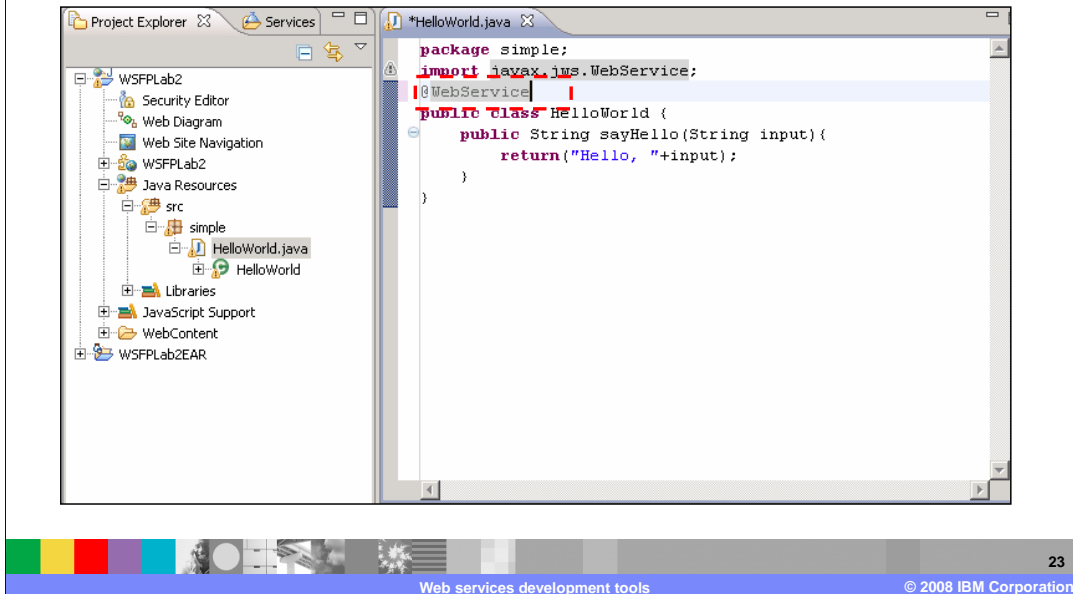 Project Explorer
Services
WSFPLab2
Security Editor
Web Diagram
Web Site Navigation
WSFPLab2
Java Resources
src
simple
HelloWorld.java
HelloWorld
Libraries
JavaScript Support
WebContent
WSFPLab2EAR
*HelloWorld.java
package simple;
import javax.jws.WebService;
@WebService
public class HelloWorld {
public String sayHello(String input){
return("Hello, "+input);
}
}
23
Web services development tools
© 2008 IBM Corporation